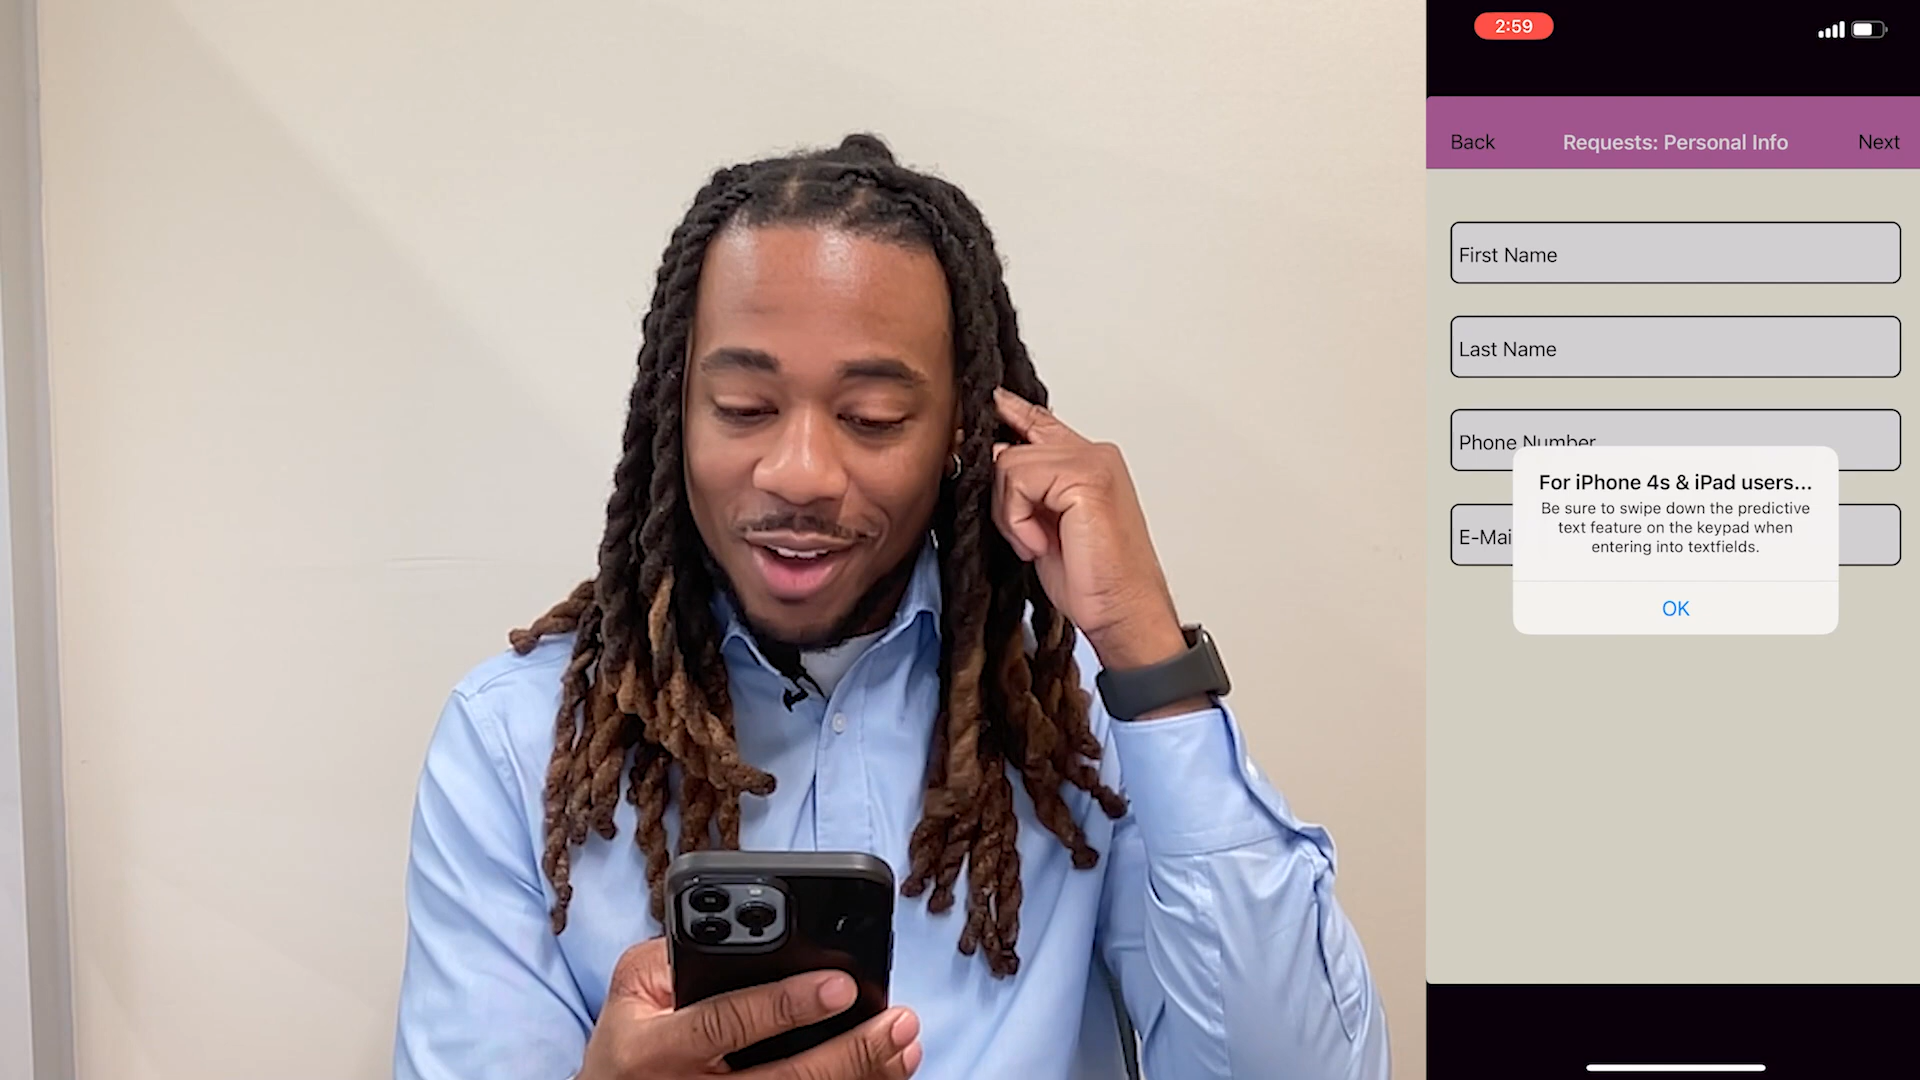 2:59
Back
Requests: Personal Info
Next
First Name
Last Name
Phone Number
For iPhone 4s & iPad users...
Be sure to swipe down the predictive
text feature on the keypad when
entering into textfields.
E-Mai
OK